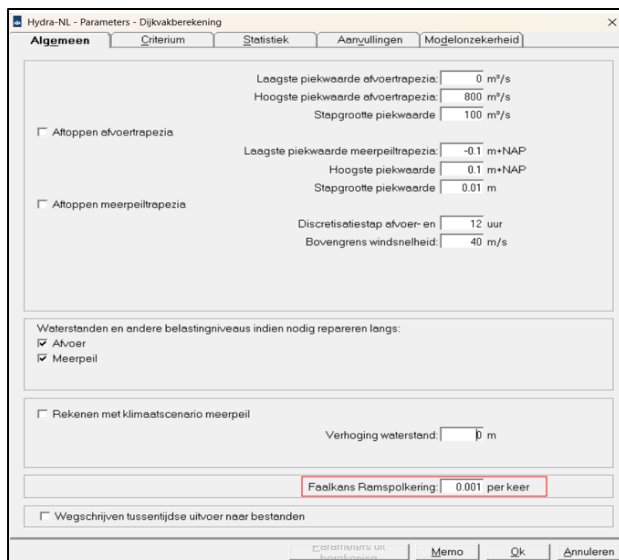 Hydra-NL - Parameters - Dijkvakberekening
Algemeen Criterium Statistiek Aanvullingen Modelonzekerheid
Laagste piekwaarde afvoertrapezia: 0 m³/s
Hoogste piekwaarde afvoertrapezia: 800 m³/s
Stapgrootte piekwaarde 100 m³/s
Aftoppen afvoertrapezia
Laagste piekwaarde meerpeiltrapezia: -0.1 m+NAP
Hoogste piekwaarde 0.1 m+NAP
Stapgrootte piekwaarde 0.01 m
Aftoppen meerpeiltrapezia
Discretisatiestap afvoer- en 12 uur
Bovengrens windsnelheid: 40 m/s
Waterstanden en andere belastingniveaus indien nodig repareren langs:
Afvoer
Meerpeil
Rekenen met klimaatscenario meerpeil
Verhoging waterstand: 0 m
Faalkans Ramspolkering: 0.001 per keer
Wegschrijven tussentijdse uitvoer naar bestanden
Parameters uit
berekening
Memo Ok Annuleren